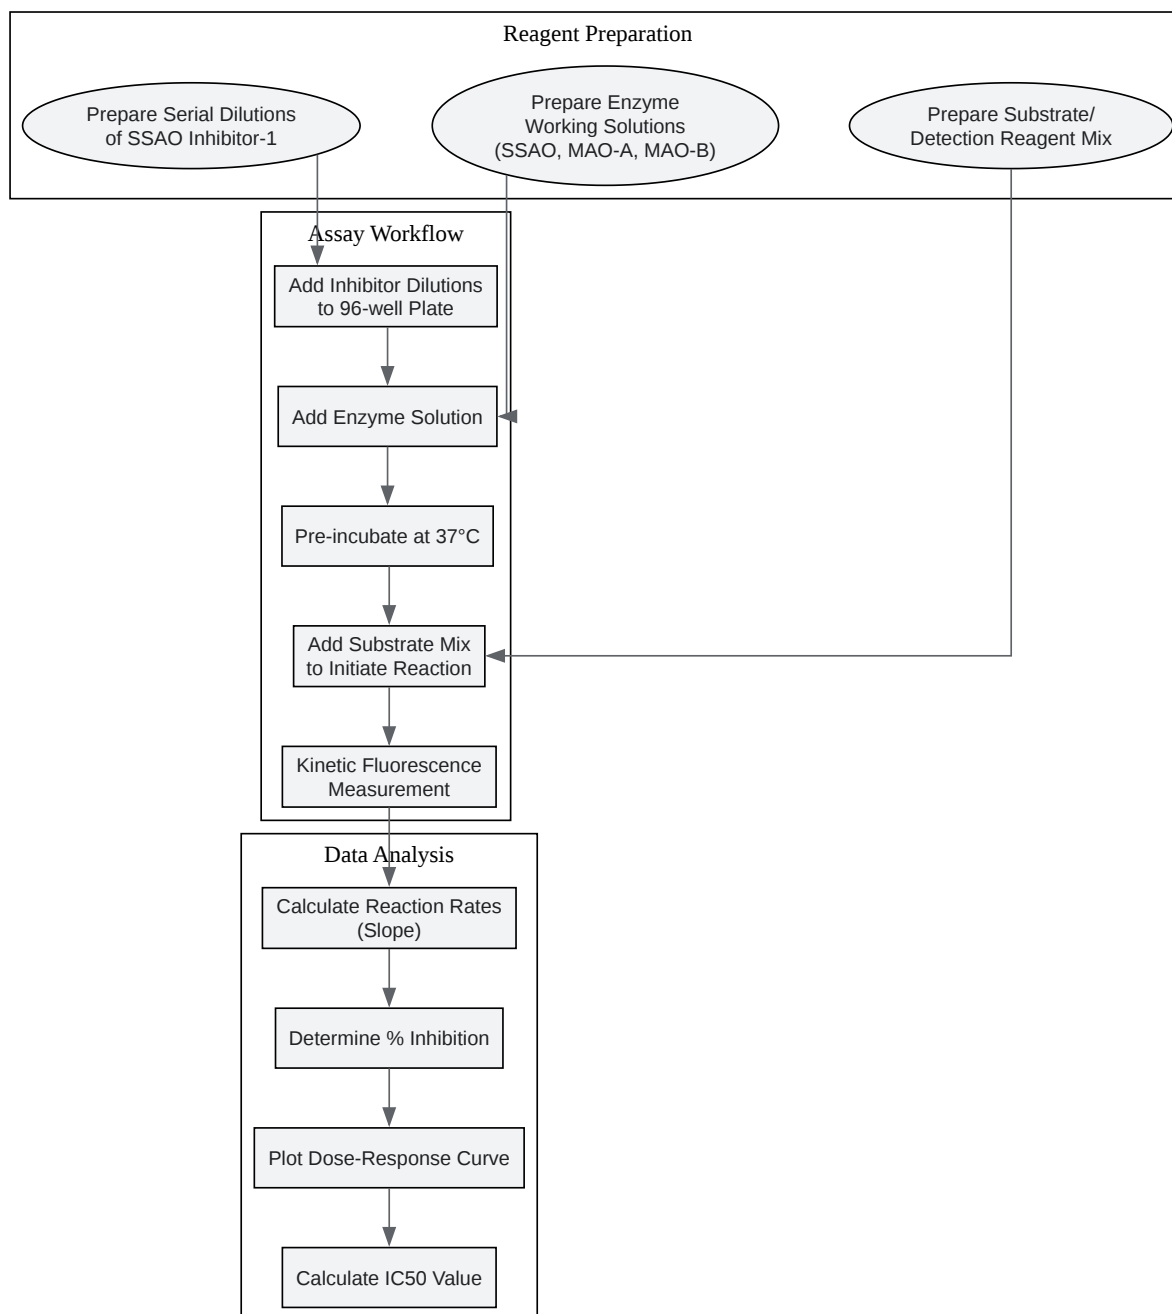 Reagent Preparation
Prepare Serial Dilutions
of SSAO Inhibitor-1
Prepare Enzyme
Working Solutions
(SSAO, MAO-A, MAO-B)
Prepare Substrate/
Detection Reagent Mix
Assay Workflow
Add Inhibitor Dilutions
to 96-well Plate
Add Enzyme Solution
Pre-incubate at 37°C
Add Substrate Mix
to Initiate Reaction
Kinetic Fluorescence
Measurement
Data Analysis
Calculate Reaction Rates
(Slope)
Determine % Inhibition
Plot Dose-Response Curve
Calculate IC50 Value